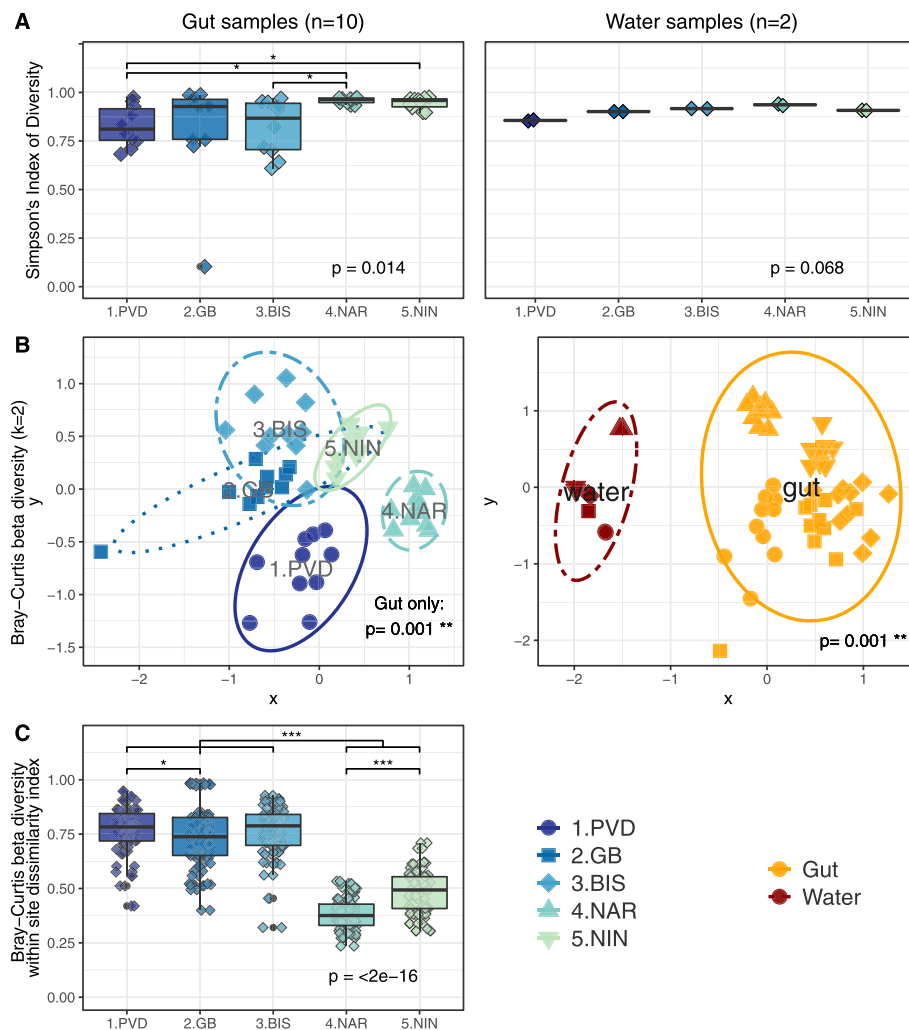 A
Gut samples (n=10)
Water samples (n=2)
Simpson's Index of Diversity
1.00
0.75
0.50
0.25
0.00
*
*
*
p = 0.014
p = 0.068
1.PVD
2.GB
3.BIS
4.NAR
5.NIN
1.PVD
2.GB
3.BIS
4.NAR
5.NIN
B
Bray−Curtis beta diversity (k=2)
y
1.0
0.5
0.0
−0.5
−1.0
−1.5
3.BIS
5.NIN
2.GB
4.NAR
1.PVD
Gut only:
p= 0.001 **
−2
−1
0
1
x
y
1
0
−1
−2
water
gut
p= 0.001 **
−2
−1
0
1
x
C
Bray−Curtis beta diversity
within site dissimilarity index
1.00
0.75
0.50
0.25
0.00
***
*
***
p = <2e−16
1.PVD
2.GB
3.BIS
4.NAR
5.NIN
1.PVD
2.GB
3.BIS
4.NAR
5.NIN
Gut
Water